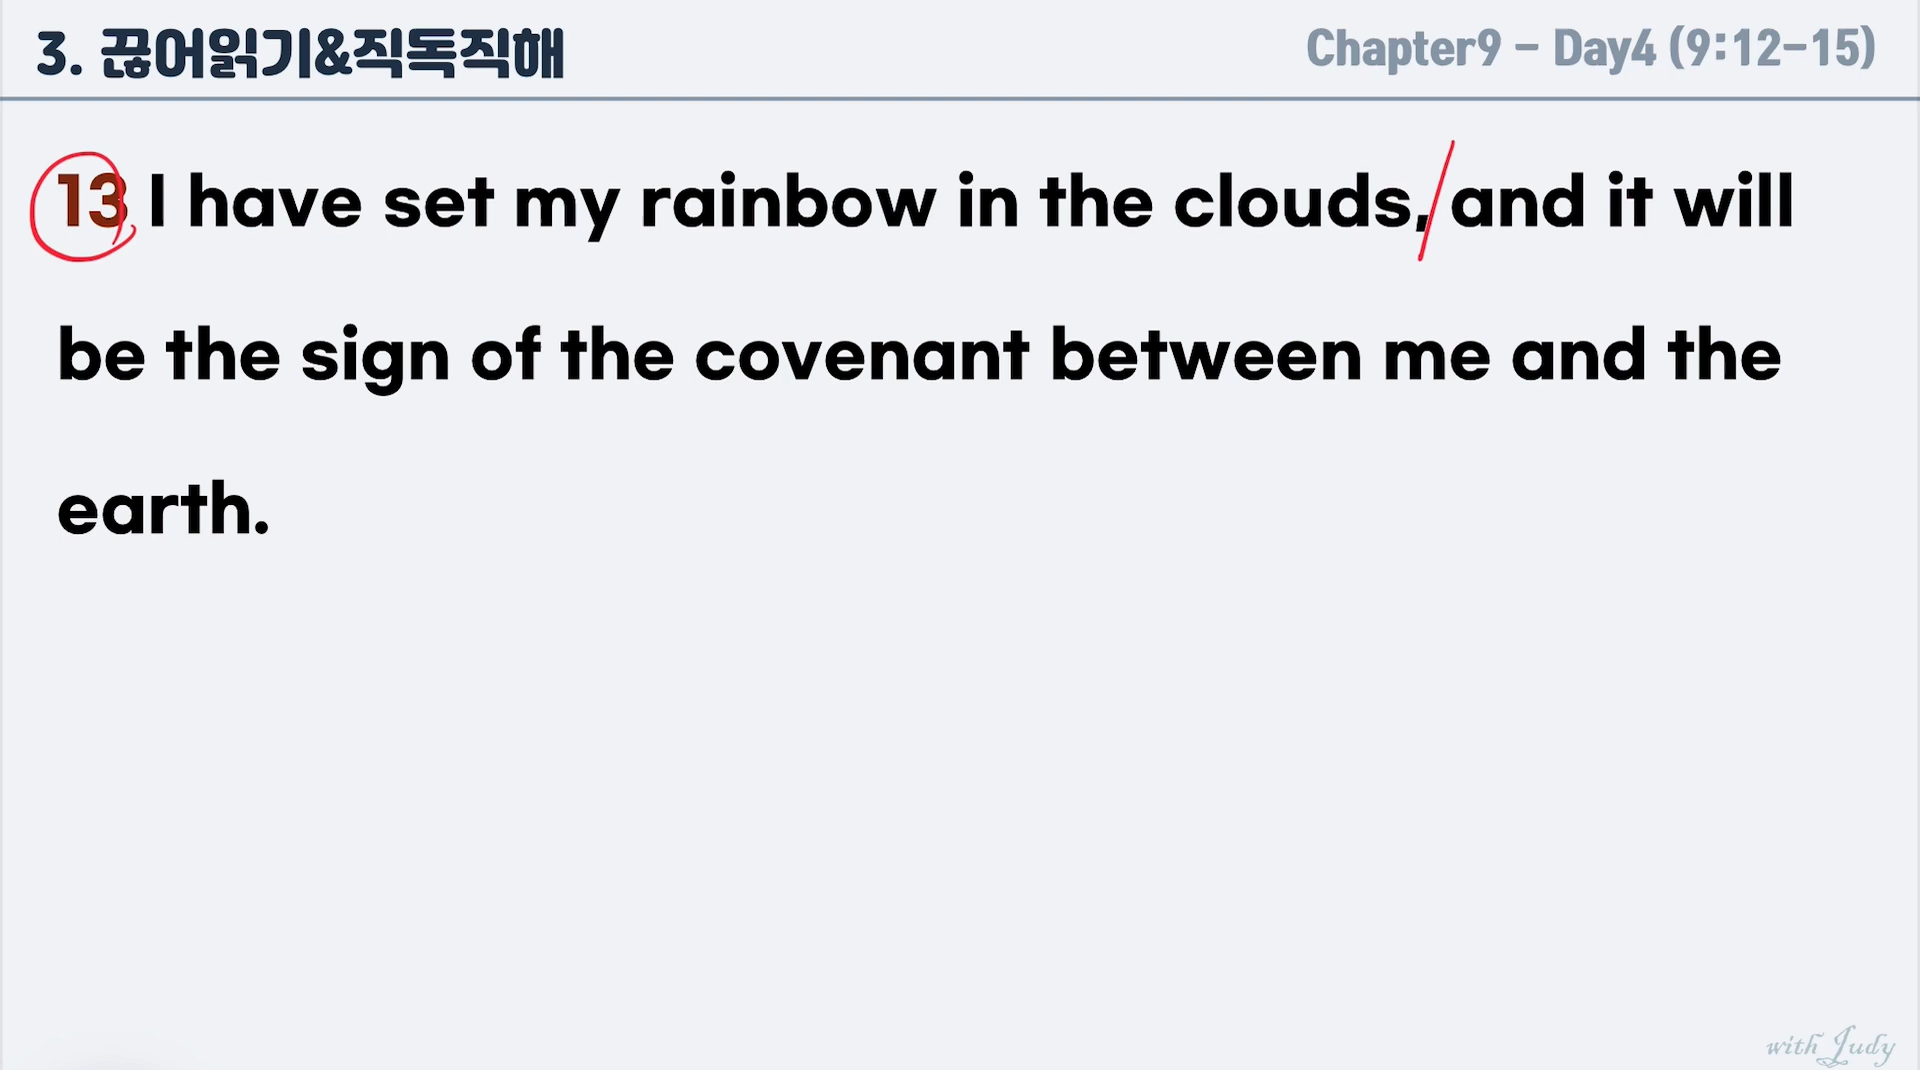 3. 끊어읽기&직독직해
Chapter9 - Day4 (9:12-15)
13 I have set my rainbow in the clouds, and it will
be the sign of the covenant between me and the
earth.
with Judy